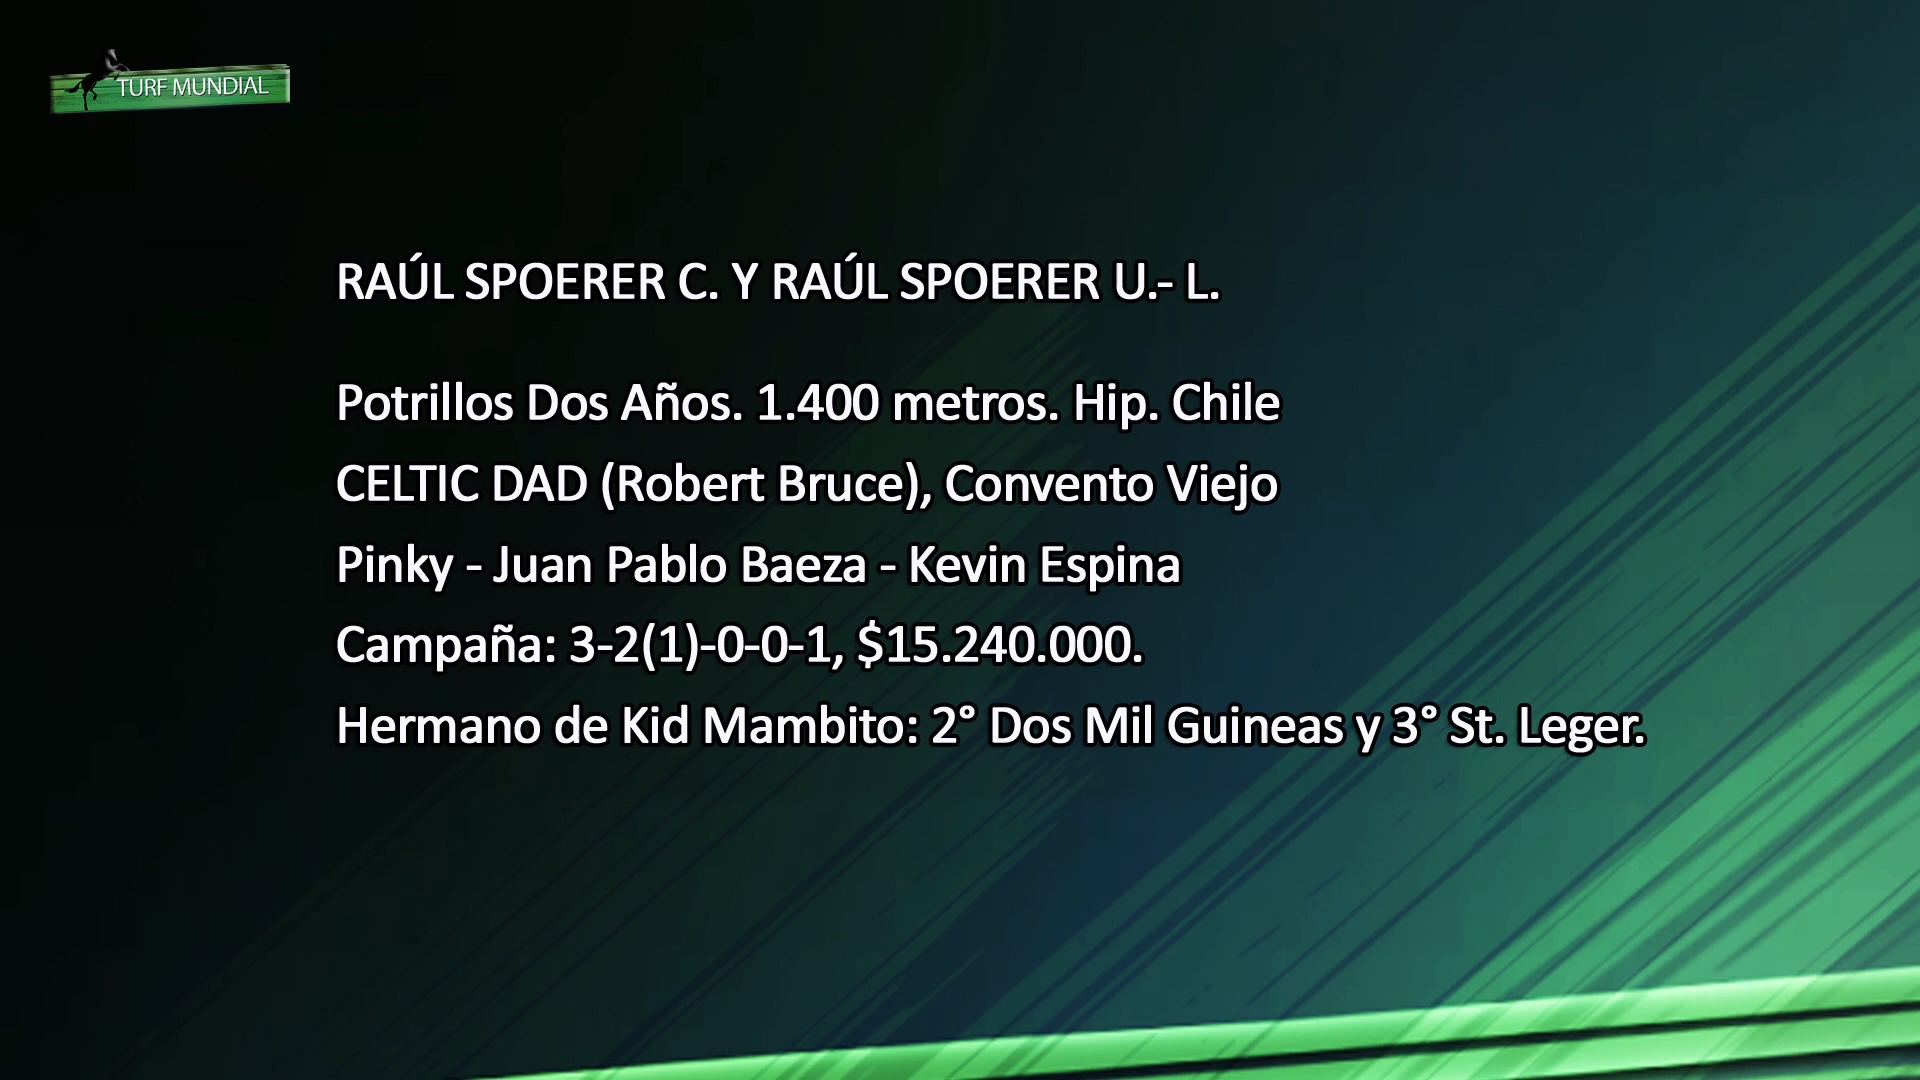 TURF MUNDIAL
RAÚL SPOERER C. Y RAÚL SPOERER U.- L.
Potrillos Dos Años. 1.400 metros. Hip. Chile
CELTIC DAD (Robert Bruce), Convento Viejo
Pinky - Juan Pablo Baeza - Kevin Espina
Campaña: 3-2(1)-0-0-1, $15.240.000.
Hermano de Kid Mambito: 2° Dos Mil Guineas y 3° St. Leger.